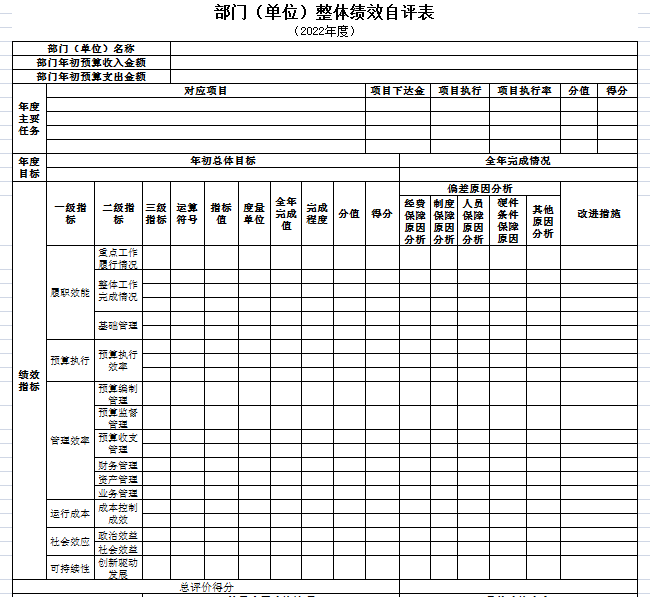 部门（单位）整体绩效自评表
（2022年度）
部门（单位）名称
部门年初预算收入金额
部门年初预算支出金额
年度
主要
任务
对应项目
项目下达金
项目执行
项目执行率
分值
得分
年度
目标
年初总体目标
全年完成情况
绩效
指标
一级指
标
二级指
标
三级
指标
运算
符号
指标
值
度量
单位
全年
完成
值
完成
程度
分值
得分
偏差原因分析
经费
保障
原因
分析
制度
保障
原因
分析
人员
保障
原因
分析
硬件
条件
保障
原因
其他
原因
分析
改进措施
履职效能
重点工作
履行情况
整体工作
完成情况
基础管理
预算执行
预算执行
效率
管理效率
预算编制
管理
预算监督
管理
预算收支
管理
财务管理
资产管理
业务管理
运行成本
成本控制
成效
社会效应
政治效益
社会效益
可持续性
创新驱动
发展
总评价得分